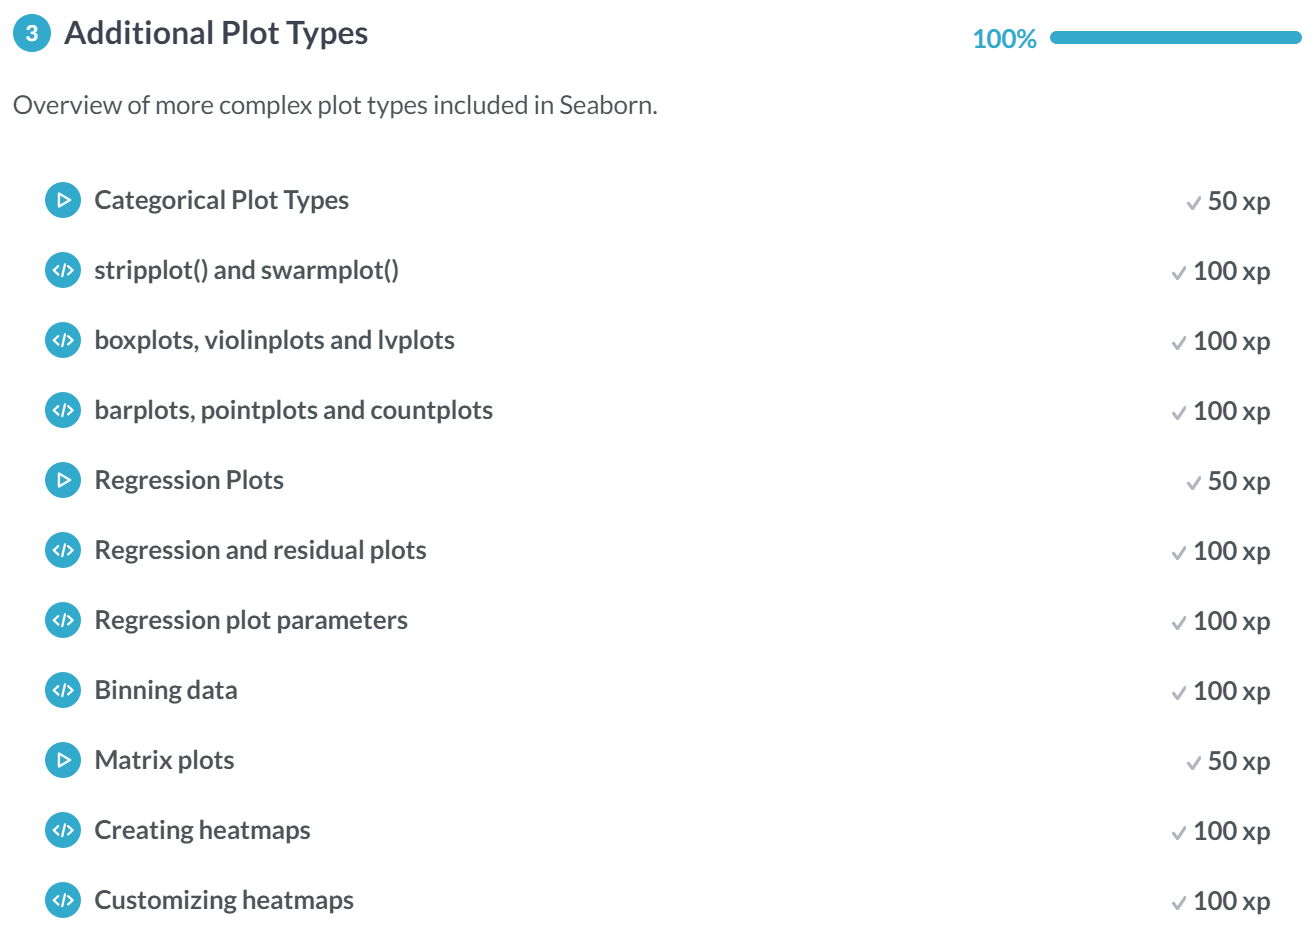 3 Additional Plot Types 100%
Overview of more complex plot types included in Seaborn.
Categorical Plot Types 50 xp
</> stripplot() and swarmplot() 100 xp
</> boxplots, violinplots and lvplots 100 xp
</> barplots, pointplots and countplots 100 xp
Regression Plots 50 xp
</> Regression and residual plots 100 xp
</> Regression plot parameters 100 xp
</> Binning data 100 xp
Matrix plots 50 xp
</> Creating heatmaps 100 xp
</> Customizing heatmaps 100 xp